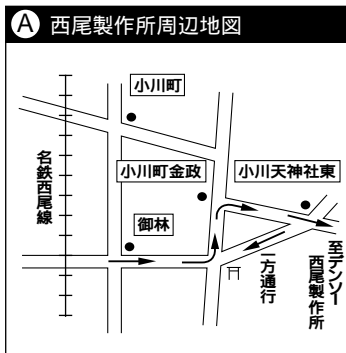 A 西尾製作所周辺地図
小川町
名鉄西尾線
小川町金政
小川天神社東
御林
一方通行
至デンソー
西尾製作所